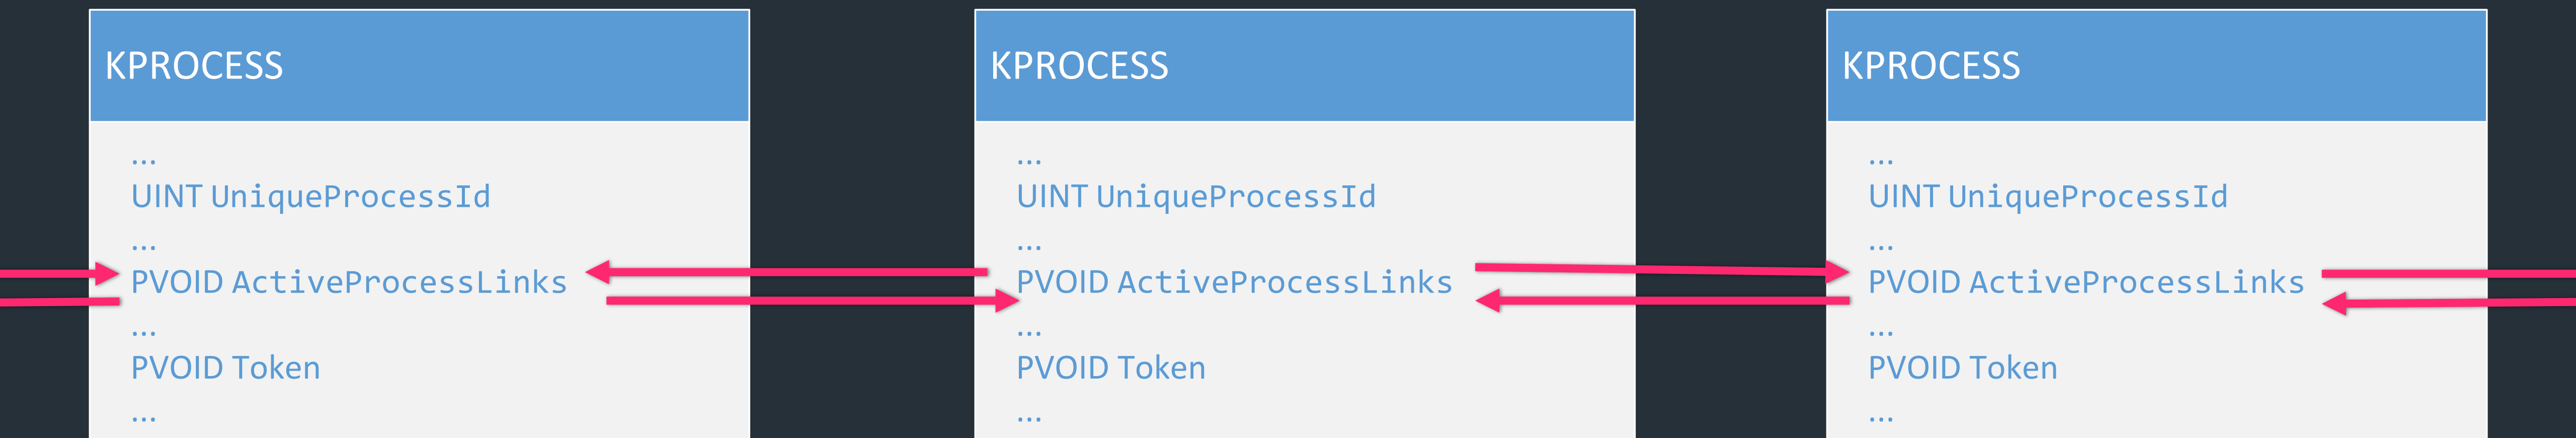 KPROCESS
...
UINT UniqueProcessId
...
PVOID ActiveProcessLinks
...
PVOID Token
...
KPROCESS
...
UINT UniqueProcessId
...
PVOID ActiveProcessLinks
...
PVOID Token
...
KPROCESS
...
UINT UniqueProcessId
...
PVOID ActiveProcessLinks
...
PVOID Token
...